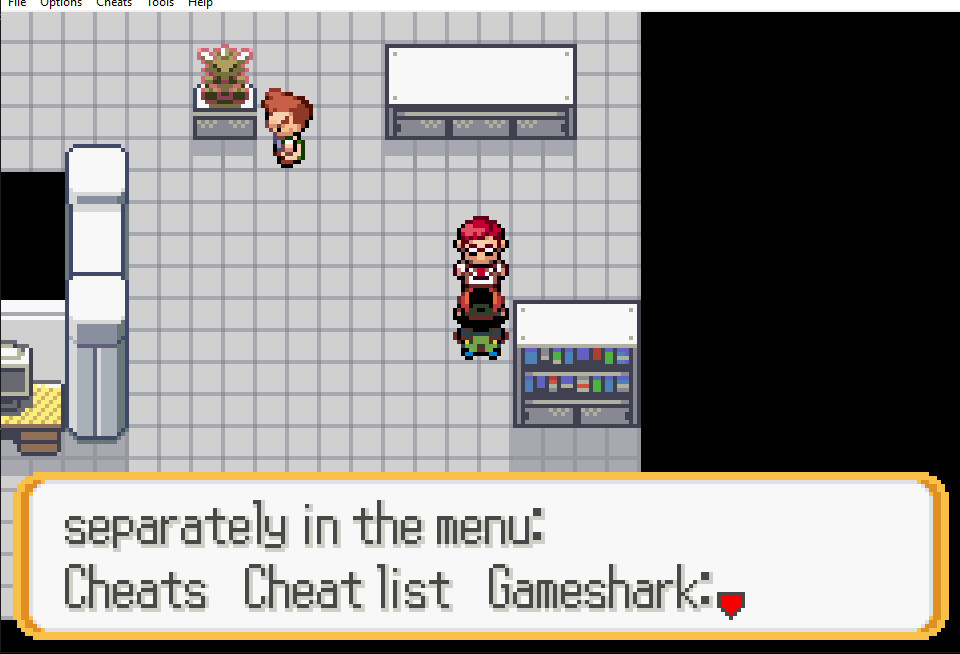 File Options Cheats Tools Help
separately in the menu:
Cheats Cheat list Gameshark: